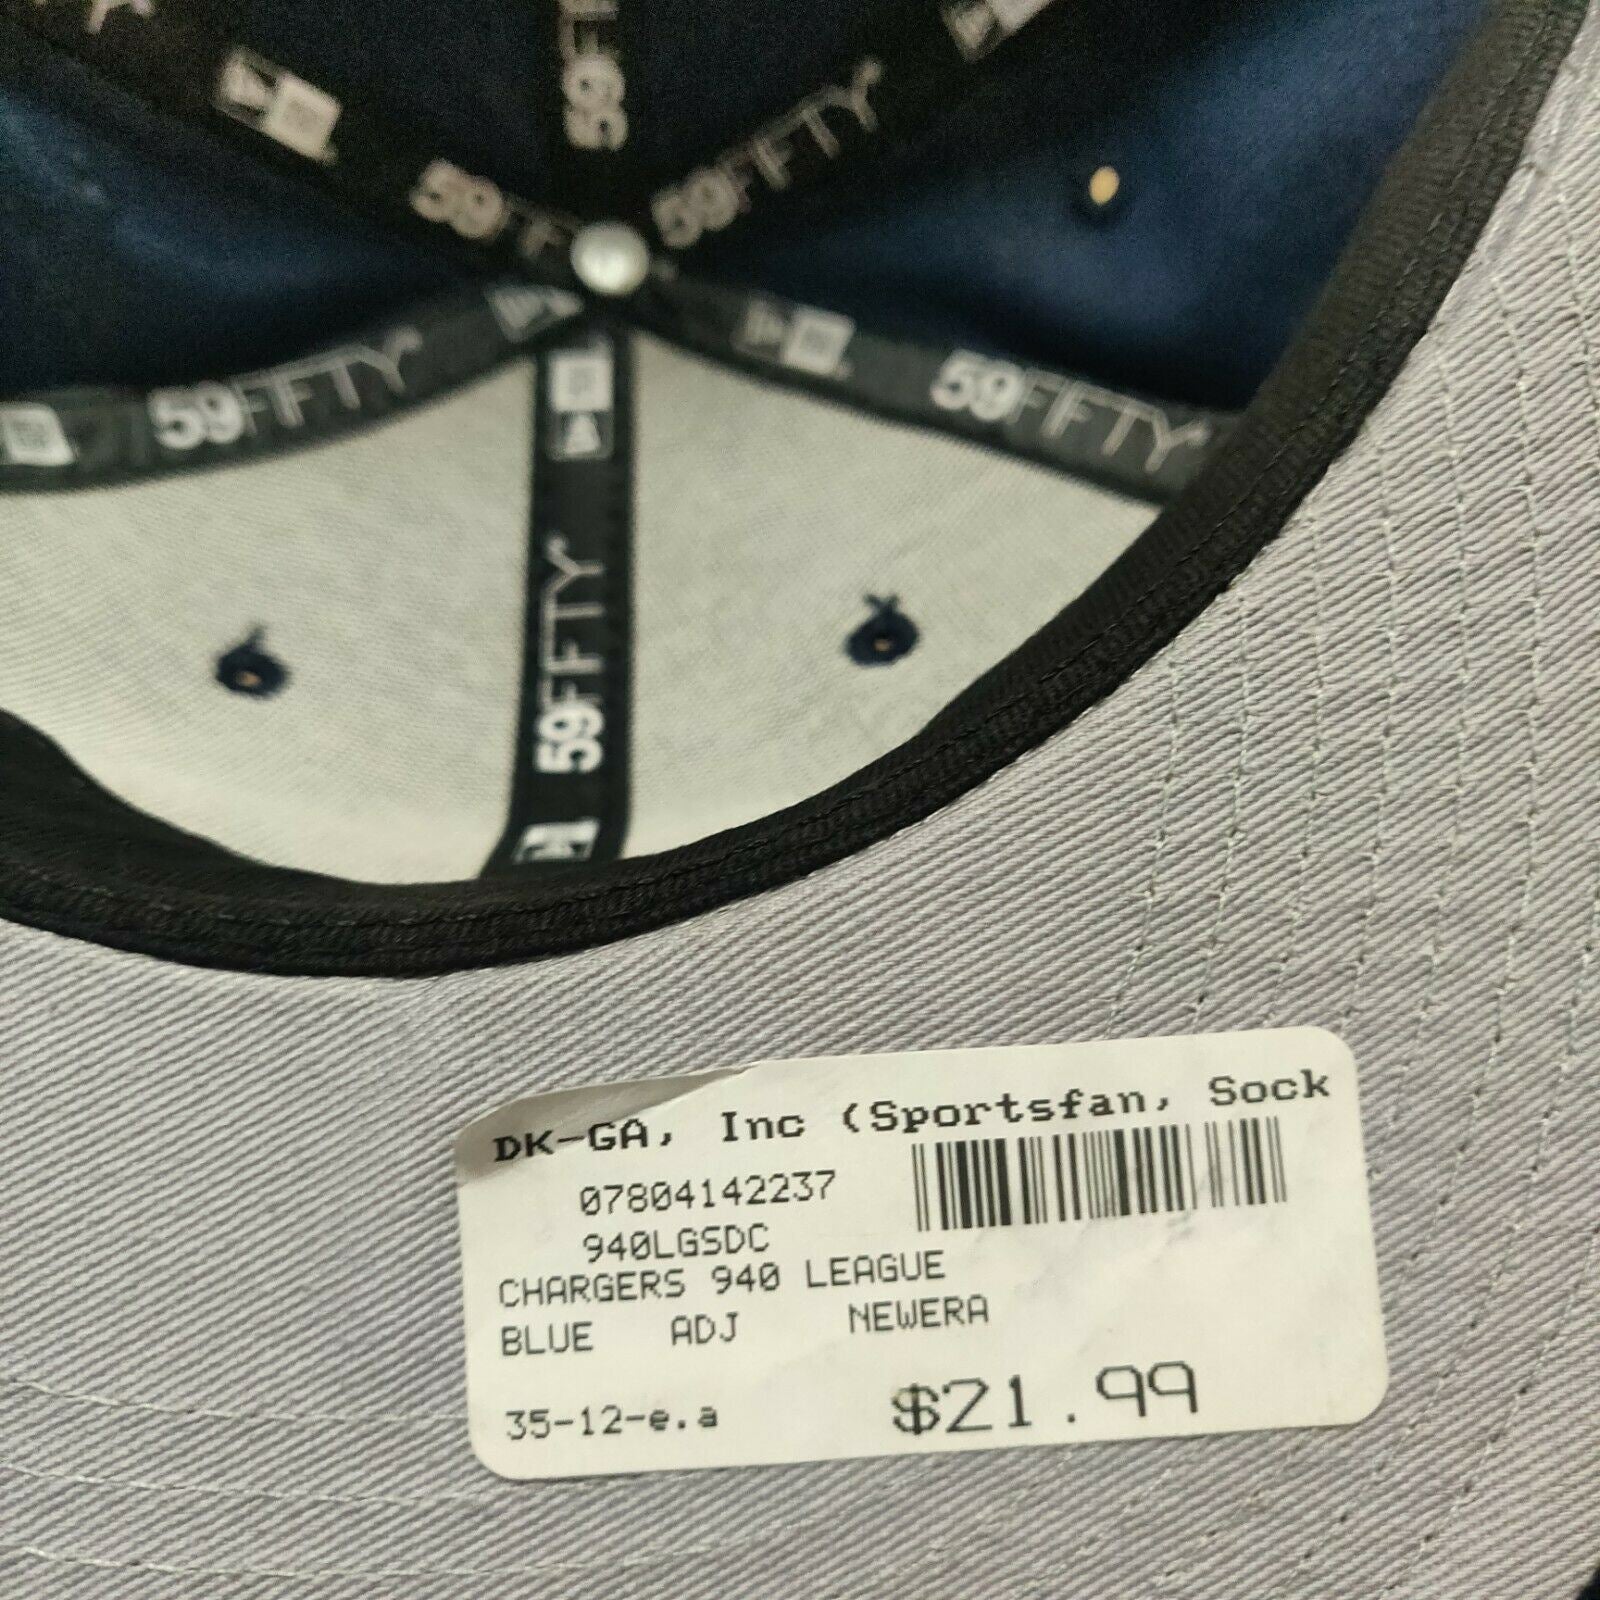 59FIFTY
59FIFTY
59FIFTY
59FIFTY
59FIFTY
DK-GA, Inc (Sportsfan, Sock
07804142237
940LGSDC
CHARGERS 940 LEAGUE
BLUE ADJ NEWERA
35-12-e.a $21.99